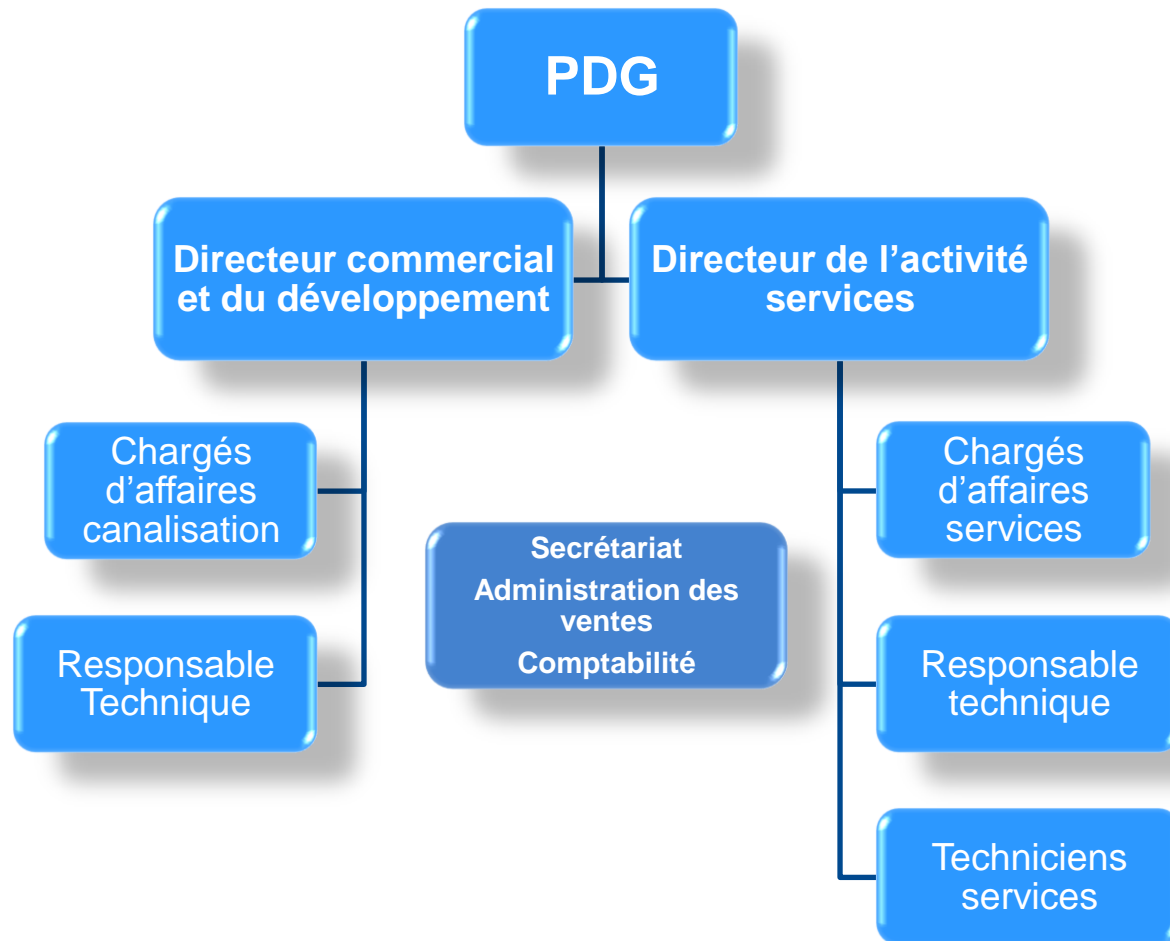 PDG
Directeur commercial
et du développement
Directeur de l’activité
services
Chargés
d’affaires
canalisation
Responsable
Technique
Secrétariat
Administration des
ventes
Comptabilité
Chargés
d’affaires
services
Responsable
technique
Techniciens
services